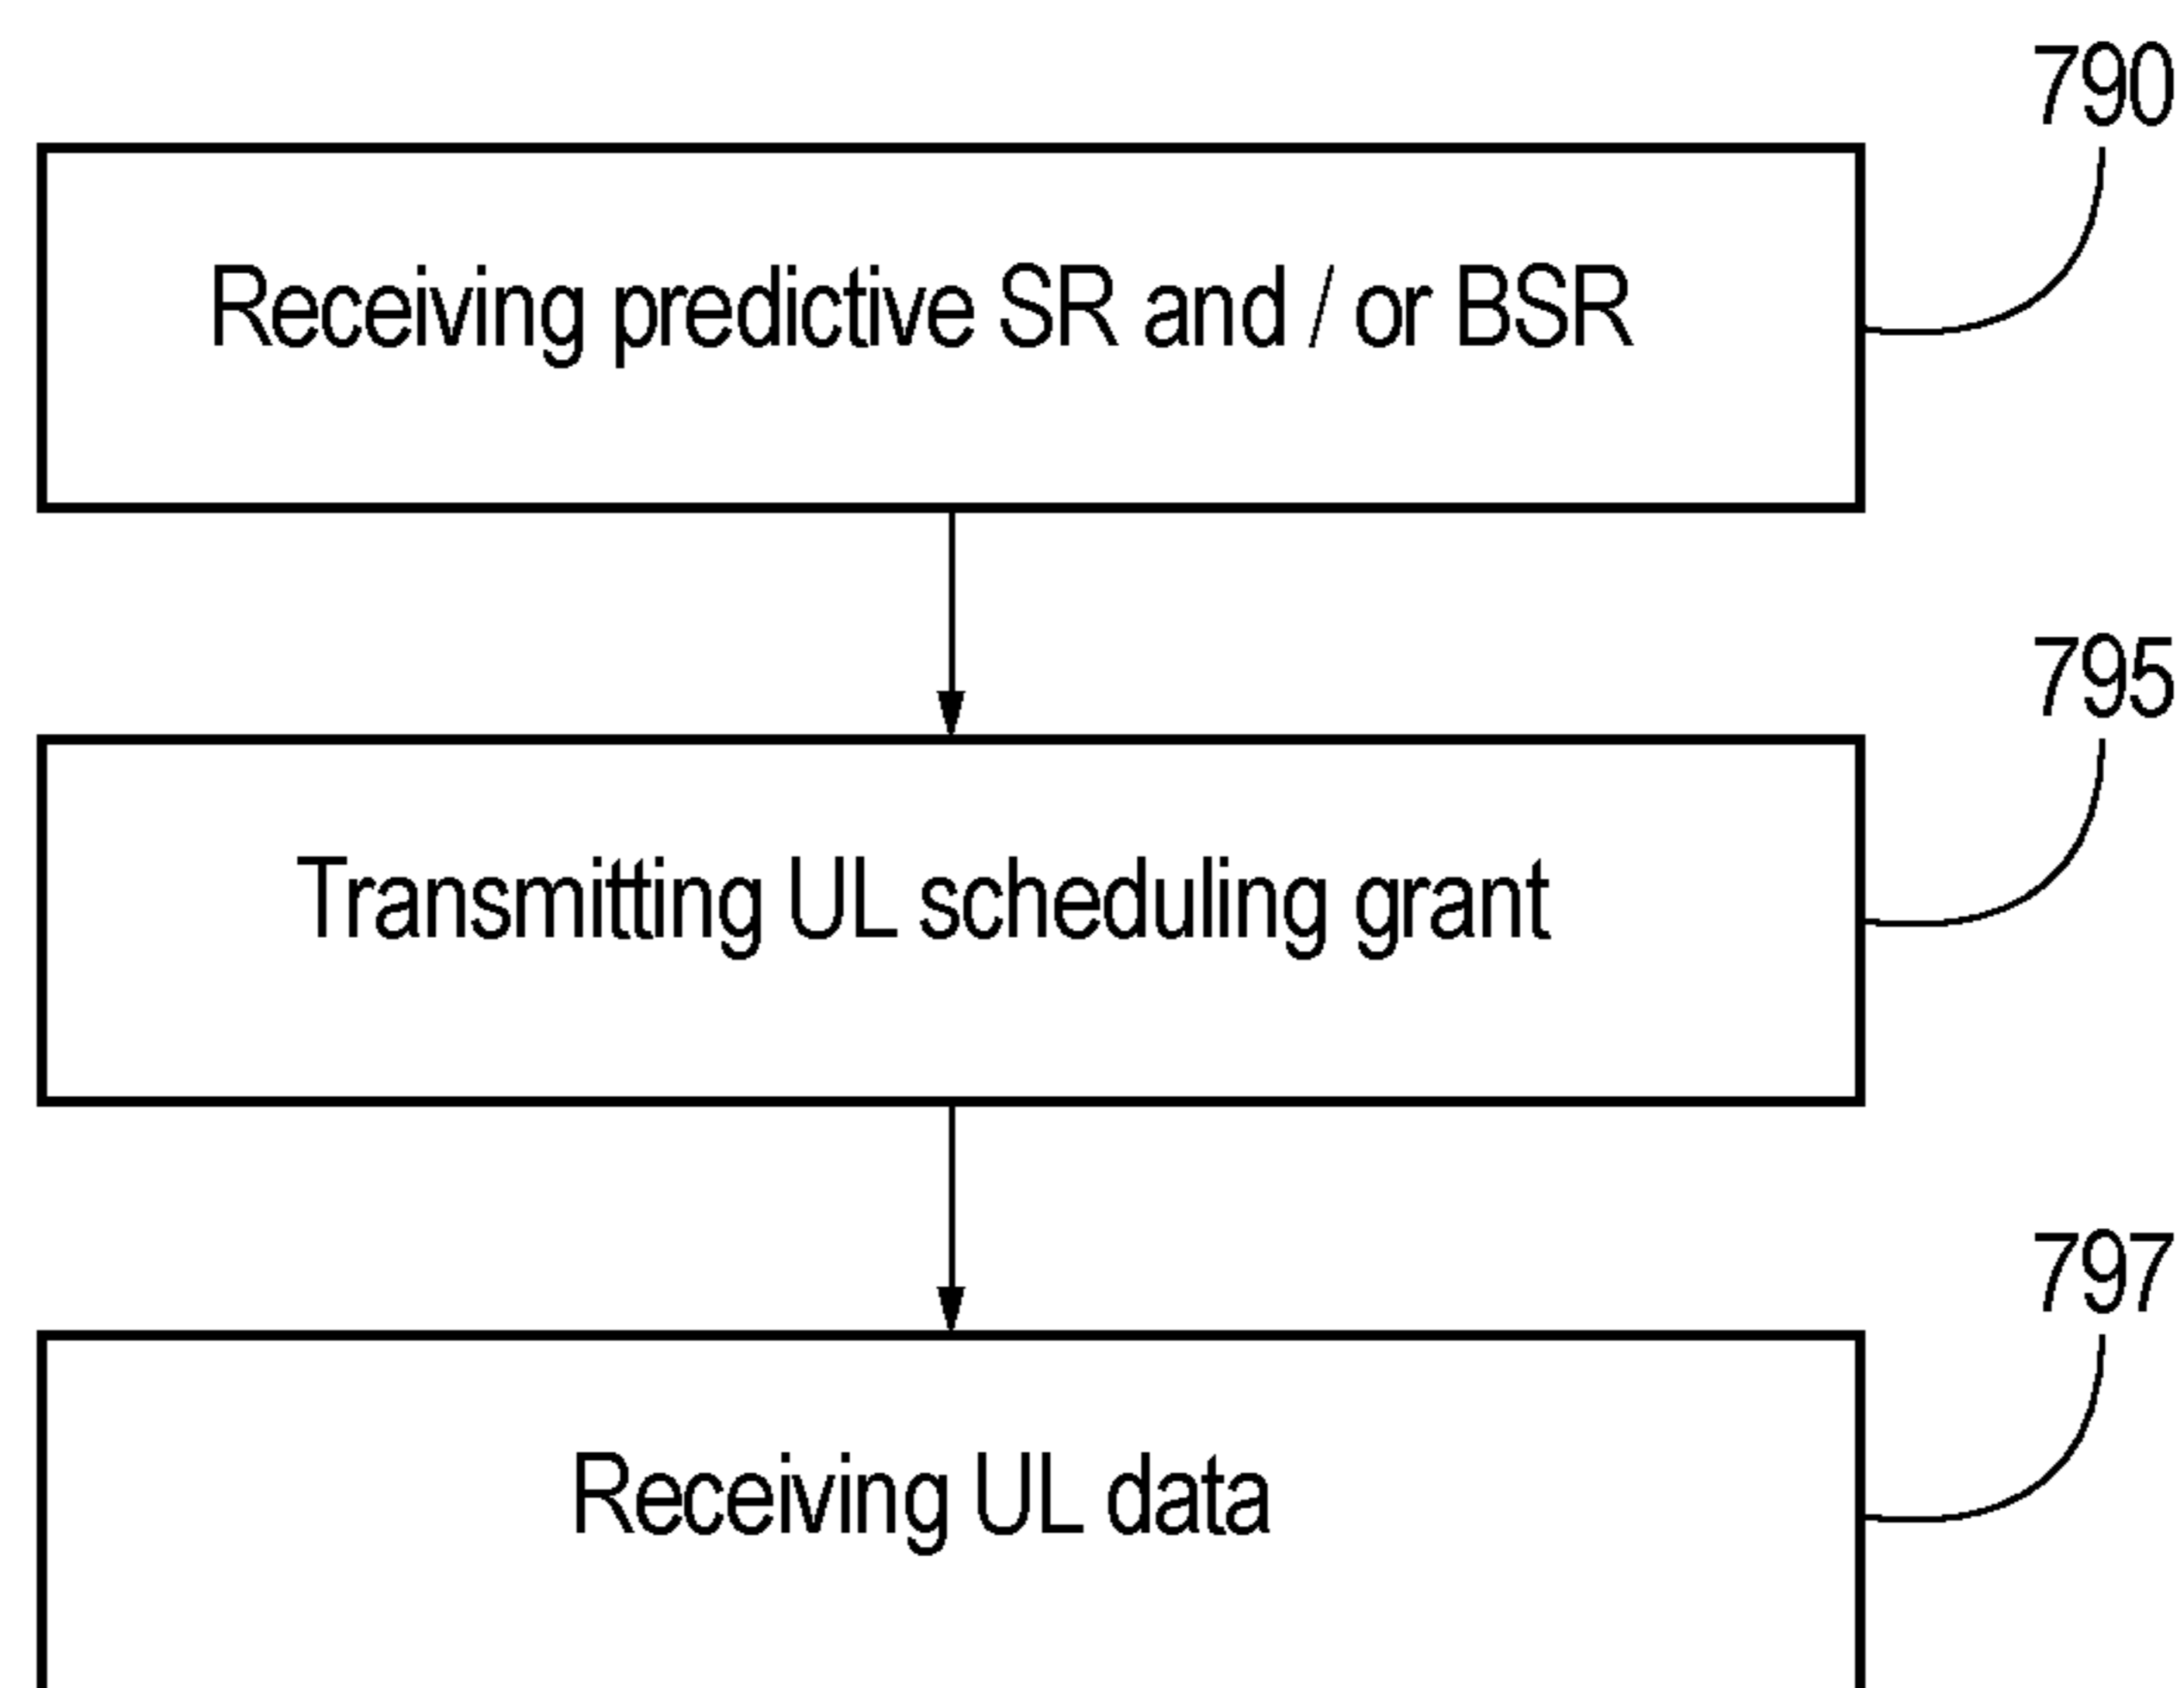 790
Receiving predictive SR and / or BSR
795
Transmitting UL scheduling grant
797
Receiving UL data